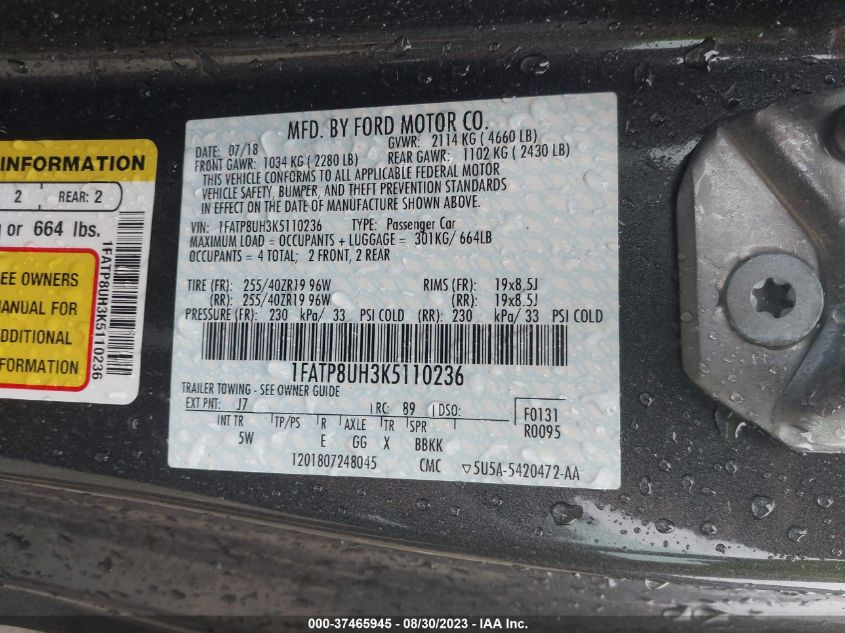 INFORMATION
2 REAR: 2
or 664 lbs.
EE OWNERS
MANUAL FOR
ADDITIONAL
INFORMATION
1FATP8UH3K5110236
MFD. BY FORD MOTOR CO.
DATE: 07/18 GVWR: 2114 KG ( 4660 LB)
FRONT GAWR: 1034 KG ( 2280 LB) REAR GAWR: 1102 KG ( 2430 LB)
THIS VEHICLE CONFORMS TO ALL APPLICABLE FEDERAL MOTOR
VEHICLE SAFETY, BUMPER, AND THEFT PREVENTION STANDARDS
IN EFFECT ON THE DATE OF MANUFACTURE SHOWN ABOVE.
VIN: 1FATP8UH3K5110236 TYPE: Passenger Car
MAXIMUM LOAD = OCCUPANTS + LUGGAGE = 301KG/ 664LB
OCCUPANTS = 4 TOTAL: 2 FRONT, 2 REAR
TIRE (FR): 255/40ZR19 96W RIMS (FR): 19x8.5J
(RR): 255/40ZR19 96W (RR): 19x8.5J
PRESSURE (FR): 230 kPa/ 33 PSI COLD (RR): 230 kPa/ 33 PSI COLD
1FATP8UH3K5110236
TRAILER TOWING - SEE OWNER GUIDE
EXT PNT: J7 RC: 89 DSO: F0131
INT TR TP/PS R AXLE TR SPR R0095
5W E GG X BBKK
1201807248045 CMC ▽5U5A-5420472-AA
000-37465945 - 08/30/2023 - © IAA, Inc.